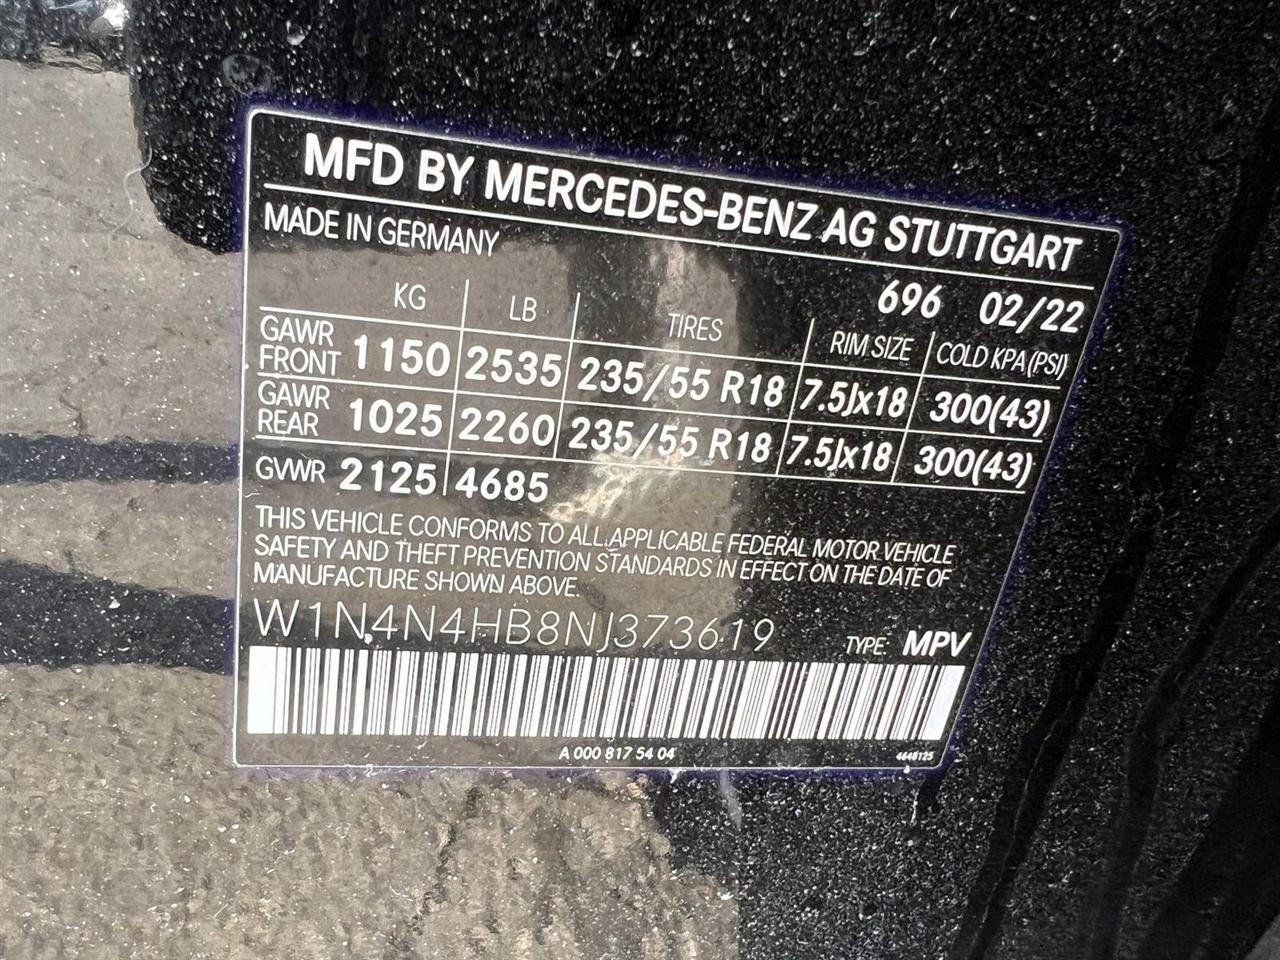 MFD BY MERCEDES-BENZ AG STUTTGART
MADE IN GERMANY
696 02/22
KG LB TIRES RIM SIZE COLD KPA(PSI)
GAWR FRONT 1150 2535 235/55 R18 7.5Jx18 300(43)
GAWR REAR 1025 2260 235/55 R18 7.5Jx18 300(43)
GVWR 2125 4685
THIS VEHICLE CONFORMS TO ALL APPLICABLE FEDERAL MOTOR VEHICLE
SAFETY AND THEFT PREVENTION STANDARDS IN EFFECT ON THE DATE OF
MANUFACTURE SHOWN ABOVE.
W1N4N4HB8NJ373619 TYPE: MPV
A 000 817 54 04 4648125